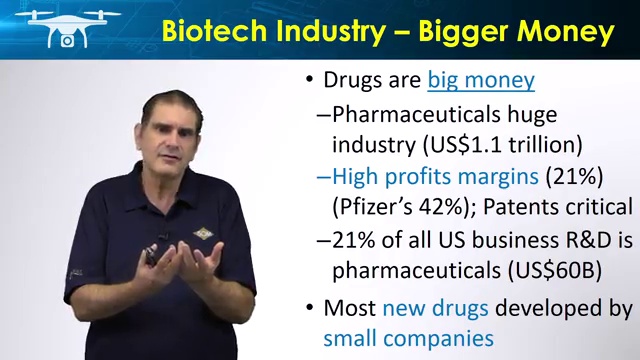 Biotech Industry – Bigger Money
• Drugs are big money
–Pharmaceuticals huge
industry (US$1.1 trillion)
–High profits margins (21%)
(Pfizer's 42%); Patents critical
–21% of all US business R&D is
pharmaceuticals (US$60B)
• Most new drugs developed by
small companies